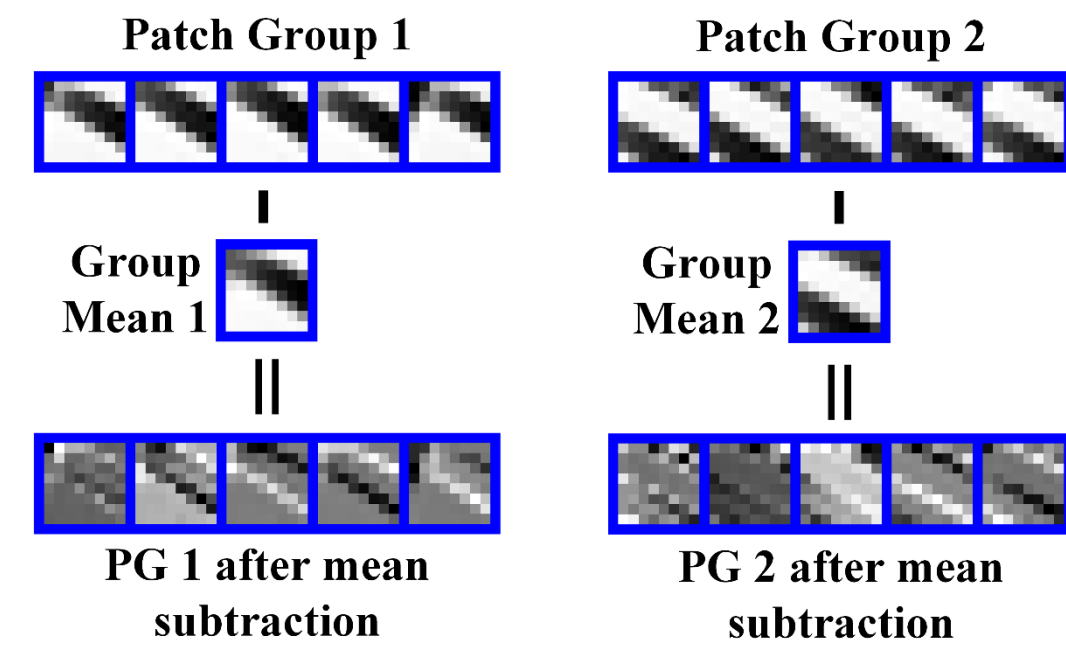 Patch Group 1
Group
Mean 1
PG 1 after mean
subtraction
Patch Group 2
Group
Mean 2
PG 2 after mean
subtraction